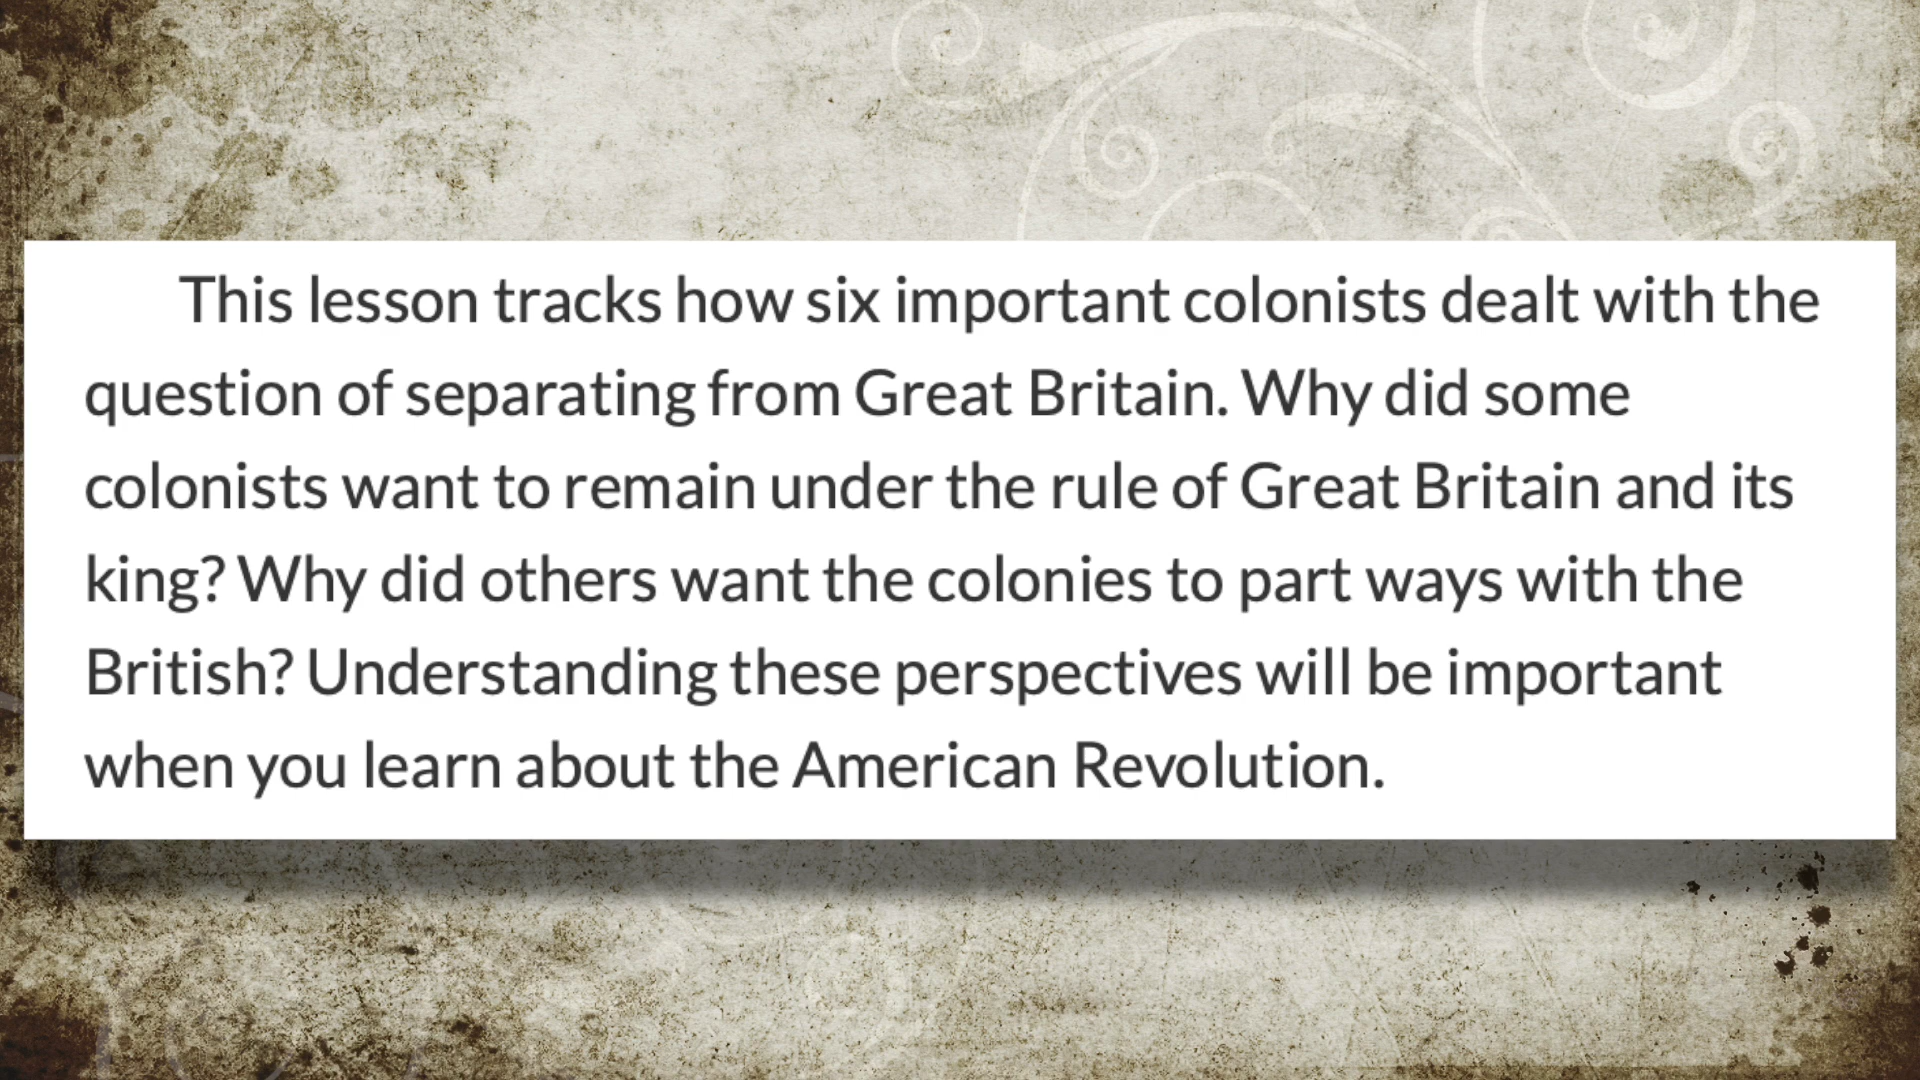 This lesson tracks how six important colonists dealt with the
question of separating from Great Britain. Why did some
colonists want to remain under the rule of Great Britain and its
king? Why did others want the colonies to part ways with the
British? Understanding these perspectives will be important
when you learn about the American Revolution.